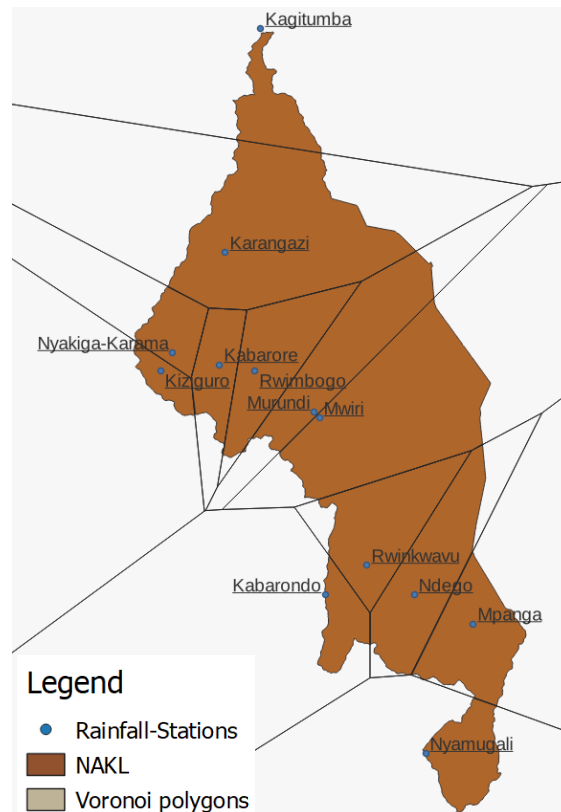 Kagitumba
Karangazi
Nyakiga-Karama
Kabarore
Kiziguro
Rwimbogo
Murundi
Mwiri
Rwinkwavu
Kabarondo
Ndego
Mpanga
Nyamugali
Legend
Rainfall-Stations
NAKL
Voronoi polygons